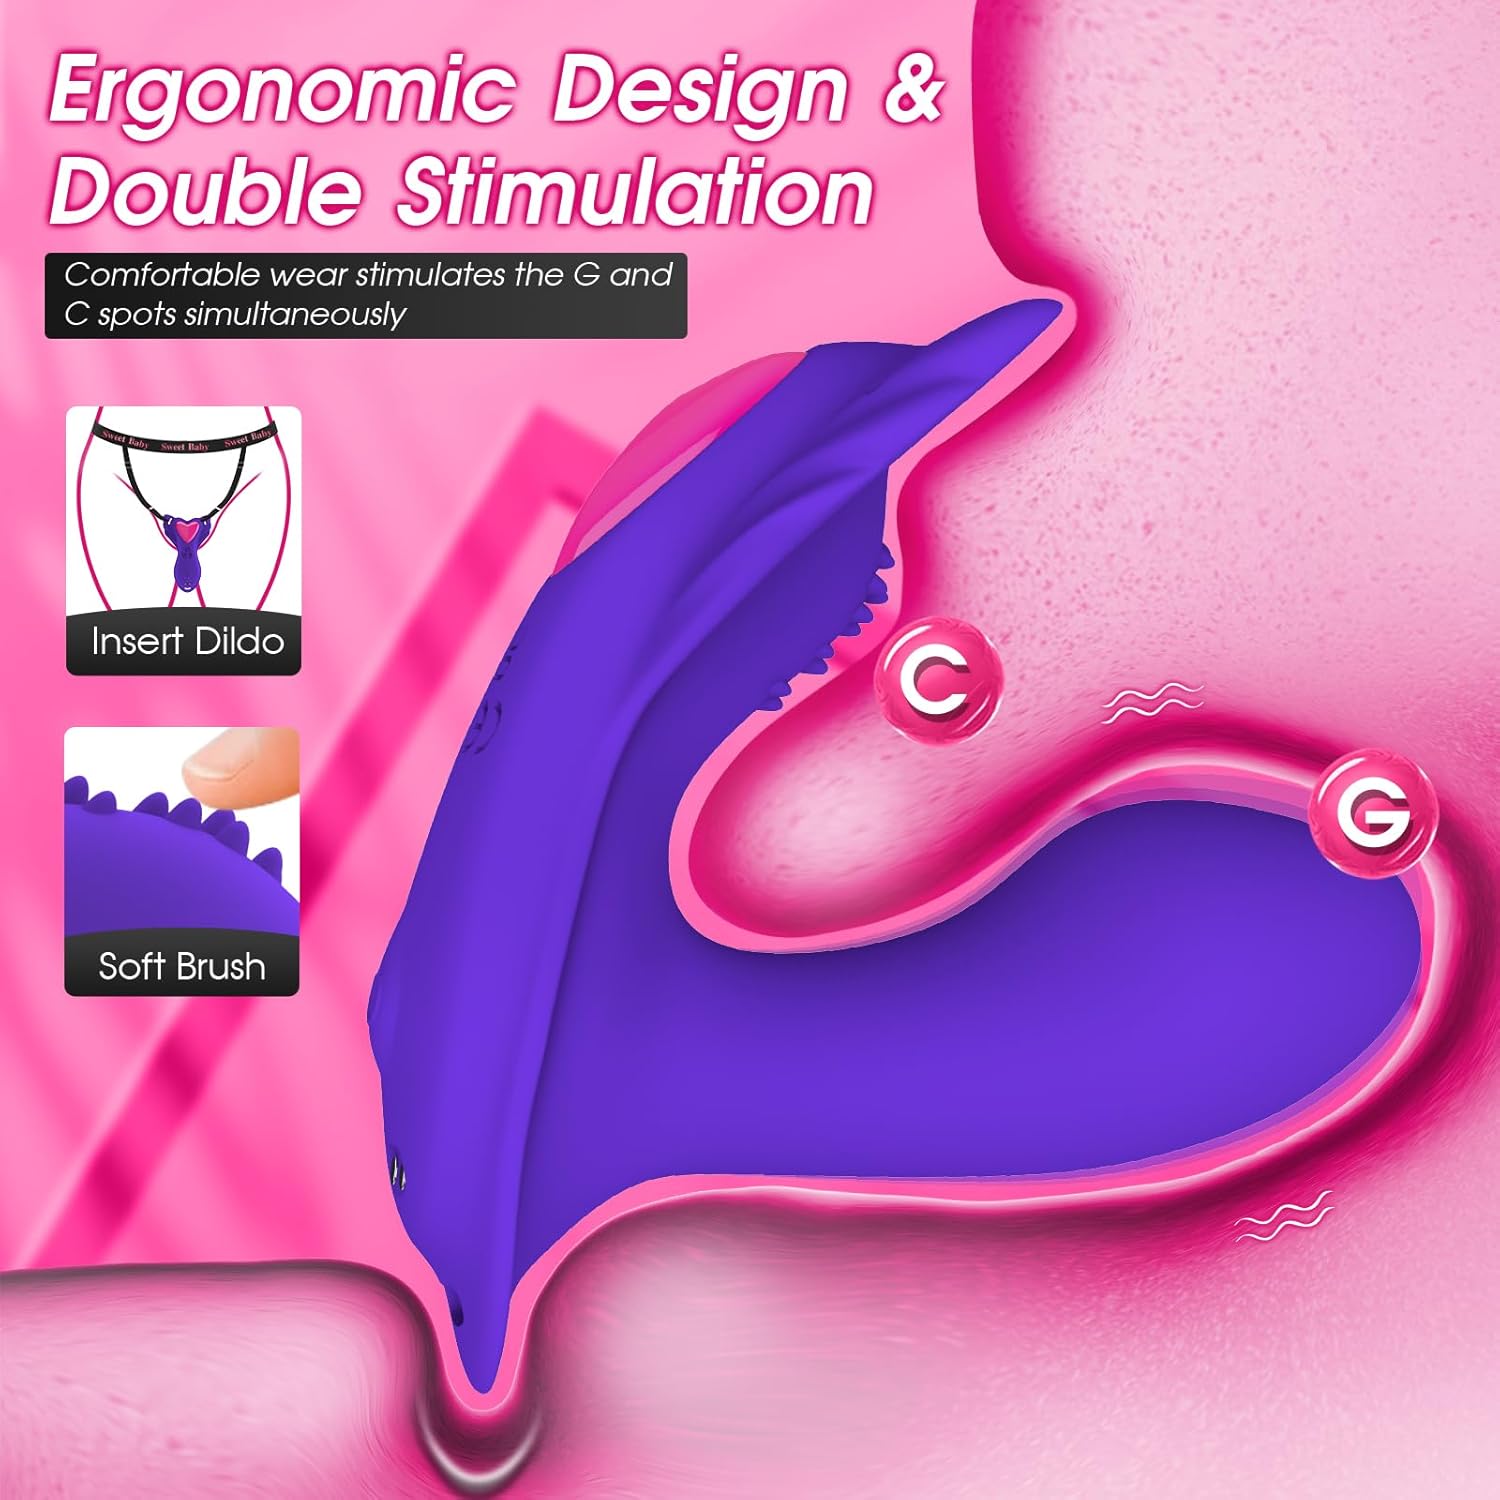 Ergonomic Design &
Double Stimulation
Comfortable wear stimulates the G and
C spots simultaneously
Sweet Baby Sweet Baby Sweet Baby
Insert Dildo
Soft Brush
C
G